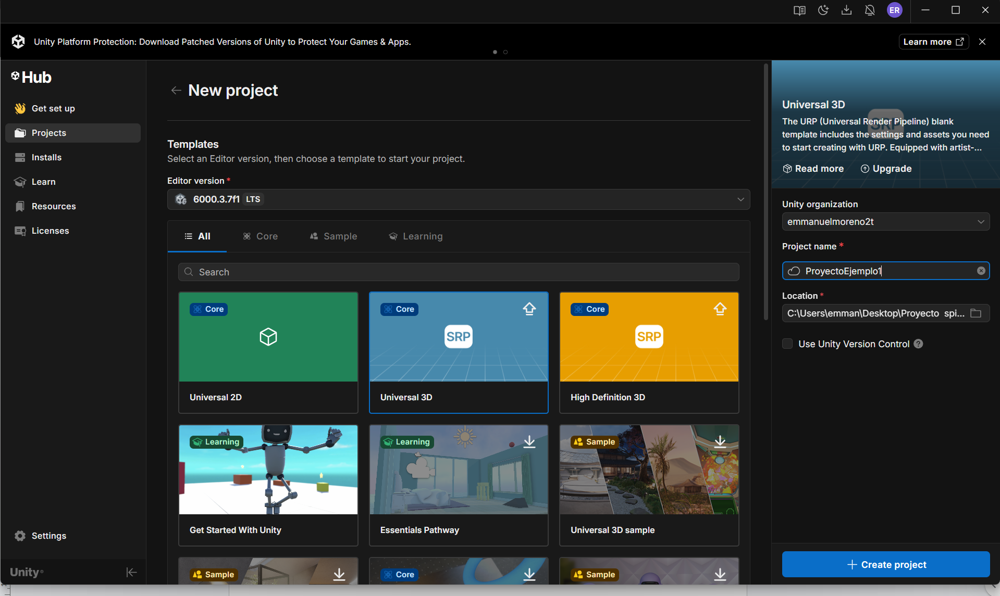 ER
Unity Platform Protection: Download Patched Versions of Unity to Protect Your Games & Apps.
Learn more
Hub
Get set up
Projects
Installs
Learn
Resources
Licenses
Settings
Unity
New project
Templates
Select an Editor version, then choose a template to start your project.
Editor version *
6000.3.7f1 LTS
All
Core
Sample
Learning
Search
Core
SRP
Universal 2D
Core
SRP
Universal 3D
Core
High Definition 3D
Learning
Get Started With Unity
Learning
Essentials Pathway
Sample
Universal 3D sample
Sample
Core
Sample
SRP
Universal 3D
The URP (Universal Render Pipeline) blank
template includes the settings and assets you need
to start creating with URP. Equipped with artist-...
Read more
Upgrade
Unity organization
emmanuelmoreno2t
Project name *
ProyectoEjemplo1
Location *
C:\Users\emman\Desktop\Proyecto spi...
Use Unity Version Control ?
+ Create project